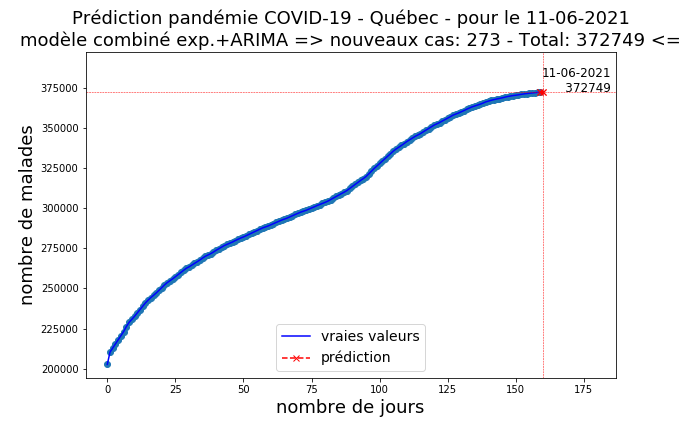 Prédiction pandémie COVID-19 - Québec - pour le 11-06-2021
modèle combiné exp.+ARIMA => nouveaux cas: 273 - Total: 372749 <=
11-06-2021
372749
375000
350000
325000
300000
275000
250000
225000
200000
nombre de malades
vraies valeurs
prédiction
0 25 50 75 100 125 150 175
nombre de jours